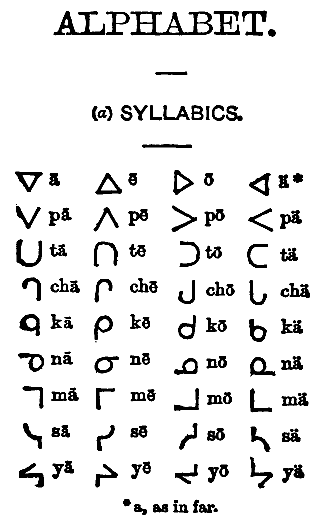 ALPHABET.
(a) SYLLABICS.
ᐁ ā ᐃ ē ᐅ ō ᐊ ä *
ᐯ pā ᐱ pē ᐳ pō ᐸ pä
ᑌ tā ᑎ tē ᑐ tō ᑕ tä
ᒉ chā ᒋ chē ᒍ chō ᒐ chä
ᑫ kā ᑭ kē ᑯ kō ᑲ kä
ᓀ nā ᓂ nē ᓄ nō ᓇ nä
ᒣ mā ᒥ mē ᒧ mō ᒪ mä
ᓭ sā ᓯ sē ᓱ sō ᓴ sä
ᔦ yā ᔨ yē ᔪ yō ᔭ yä
* a, as in far.